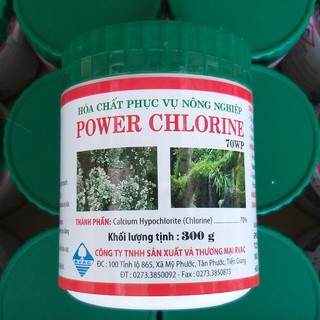 HÓA CHẤT PHỤC VỤ NÔNG NGHIỆP
POWER CHLORINE
70WP
THÀNH PHẦN: Calcium Hypochlorite (Chlorine) .................. 70%
Khối lượng tịnh : 300 g
RVAC
CÔNG TY TNHH SẢN XUẤT VÀ THƯƠNG MẠI RVAC
ĐC : 100 Tỉnh lộ 865, Xã Mỹ Phước, Tân Phước, Tiền Giang
ĐT : 0273.3850092 - Fax : 0273.3850873